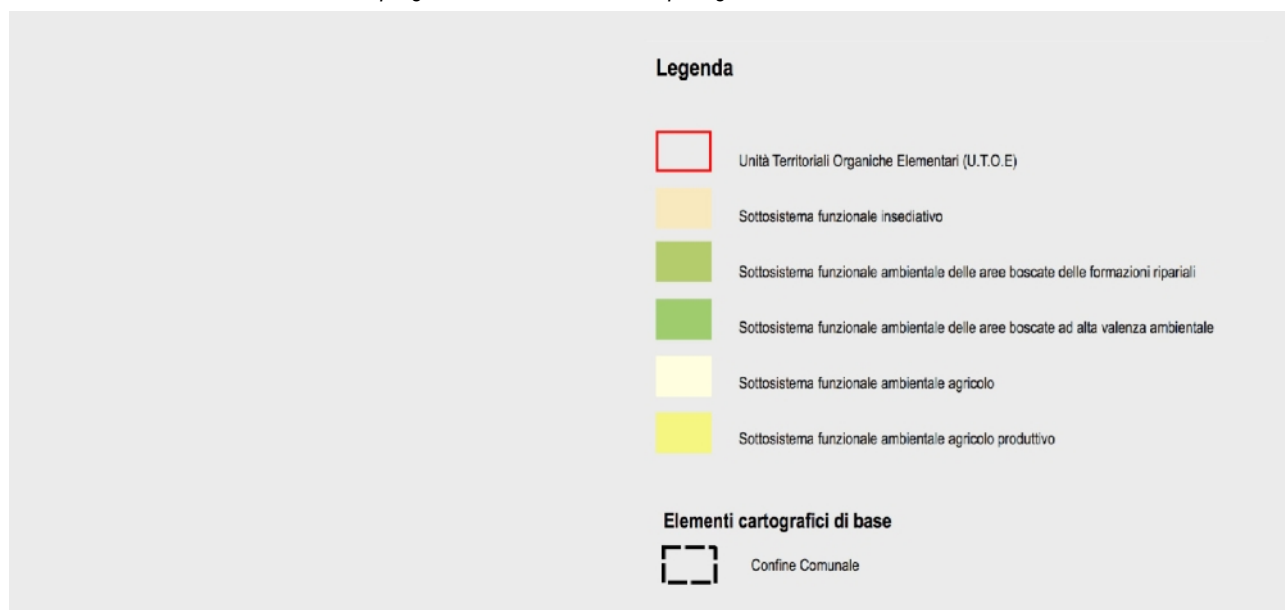 Legenda
Unità Territoriali Organiche Elementari (U.T.O.E)
Sottosistema funzionale insediativo
Sottosistema funzionale ambientale delle aree boscate delle formazioni ripariali
Sottosistema funzionale ambientale delle aree boscate ad alta valenza ambientale
Sottosistema funzionale ambientale agricolo
Sottosistema funzionale ambientale agricolo produttivo
Elementi cartografici di base
Confine Comunale